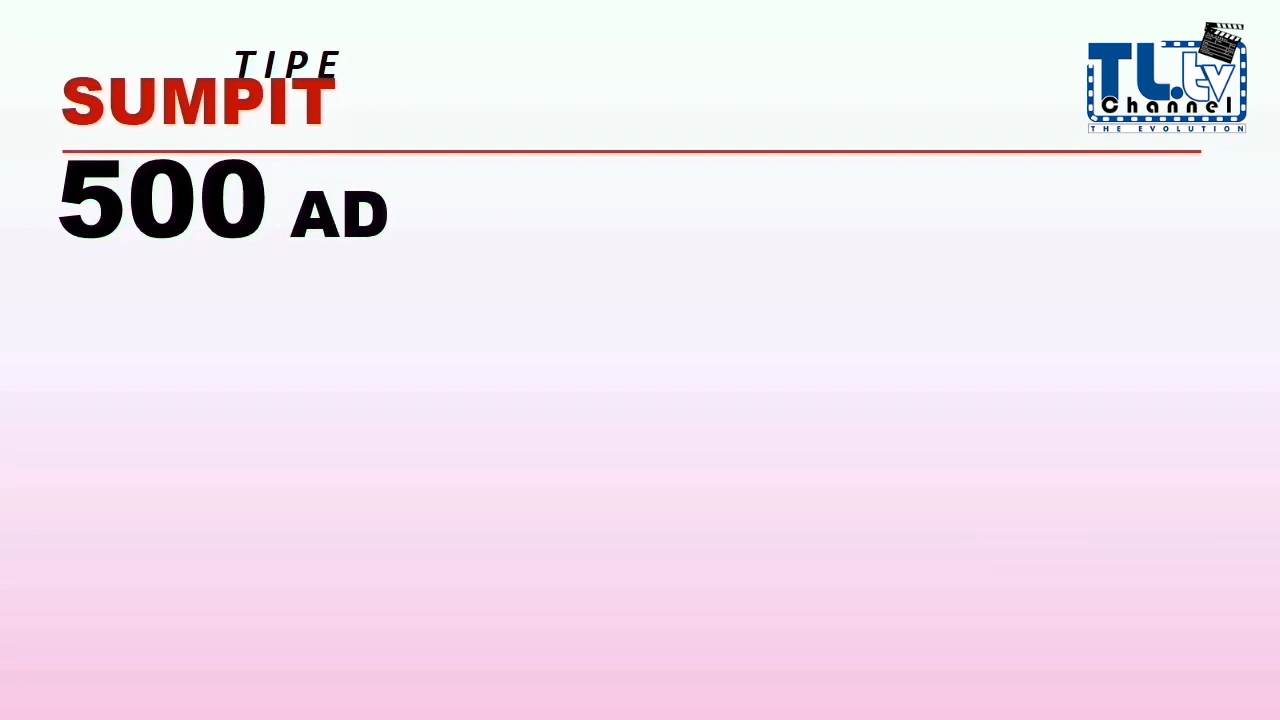 TIPE
SUMPIT
500 AD
TL.tv
Channel
THE EVOLUTION